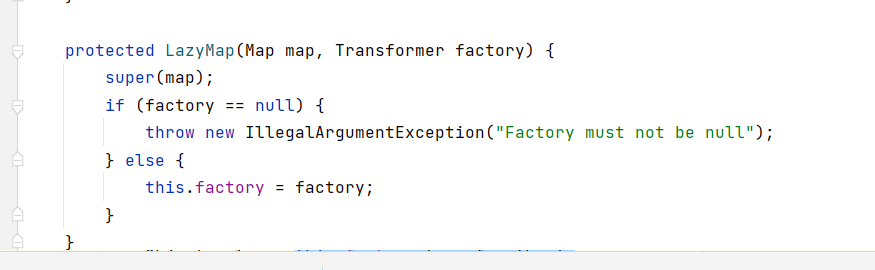 protected LazyMap(Map map, Transformer factory) {
super(map);
if (factory == null) {
throw new IllegalArgumentException("Factory must not be null");
} else {
this.factory = factory;
}
}